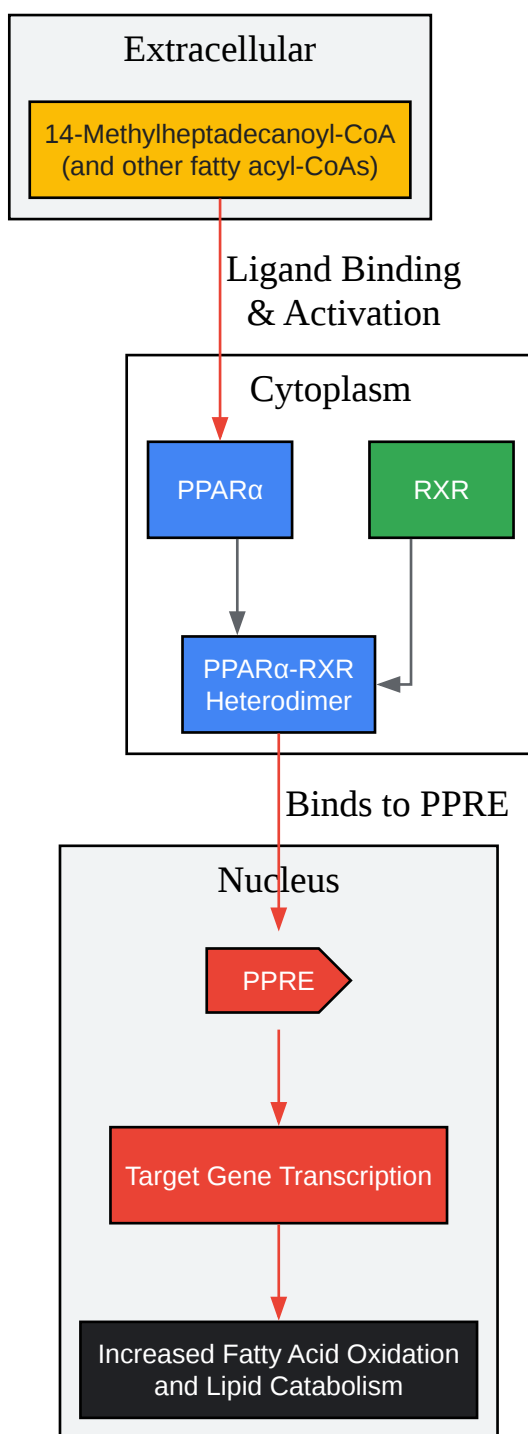 Extracellular
14-Methylheptadecanoyl-CoA
(and other fatty acyl-CoAs)
Ligand Binding
& Activation
Cytoplasm
PPARα
RXR
PPARα-RXR
Heterodimer
Binds to PPRE
Nucleus
PPRE
Target Gene Transcription
Increased Fatty Acid Oxidation
and Lipid Catabolism